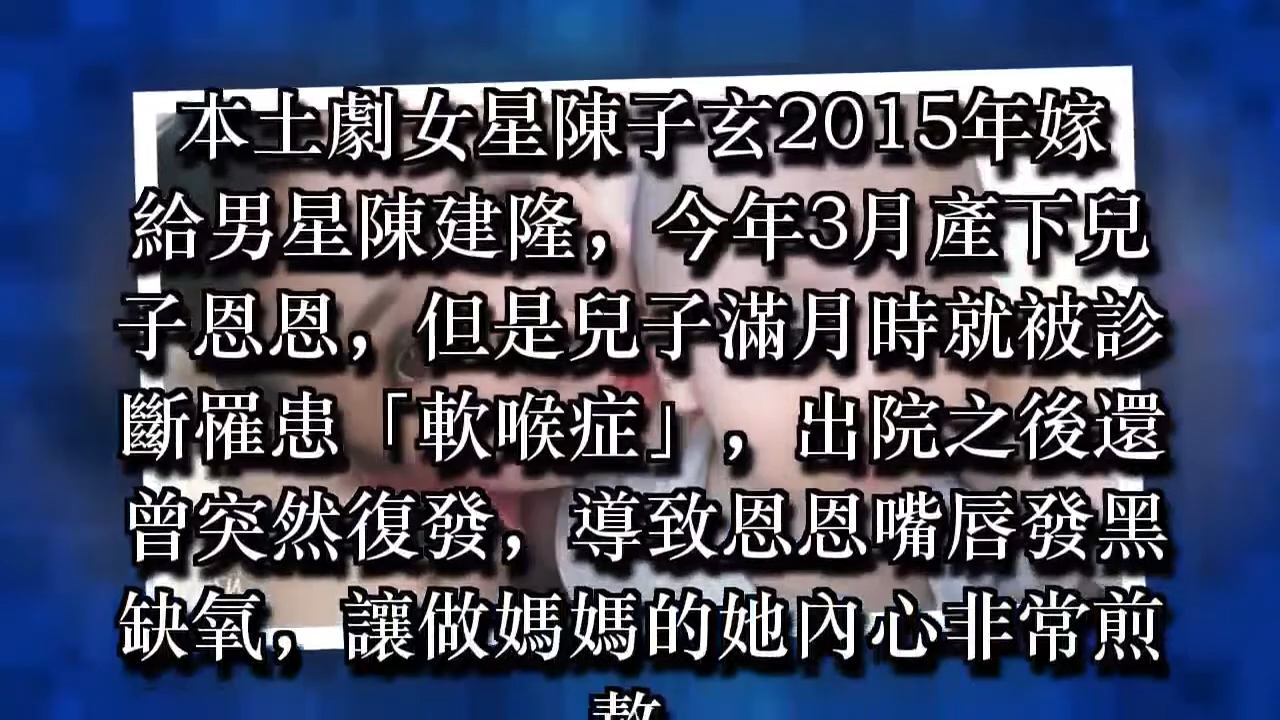 本土劇女星陳子玄2015年嫁
給男星陳建隆，今年3月產下兒
子恩恩，但是兒子滿月時就被診
斷罹患「軟喉症」，出院之後還
曾突然復發，導致恩恩嘴唇發黑
缺氧，讓做媽媽的她內心非常煎